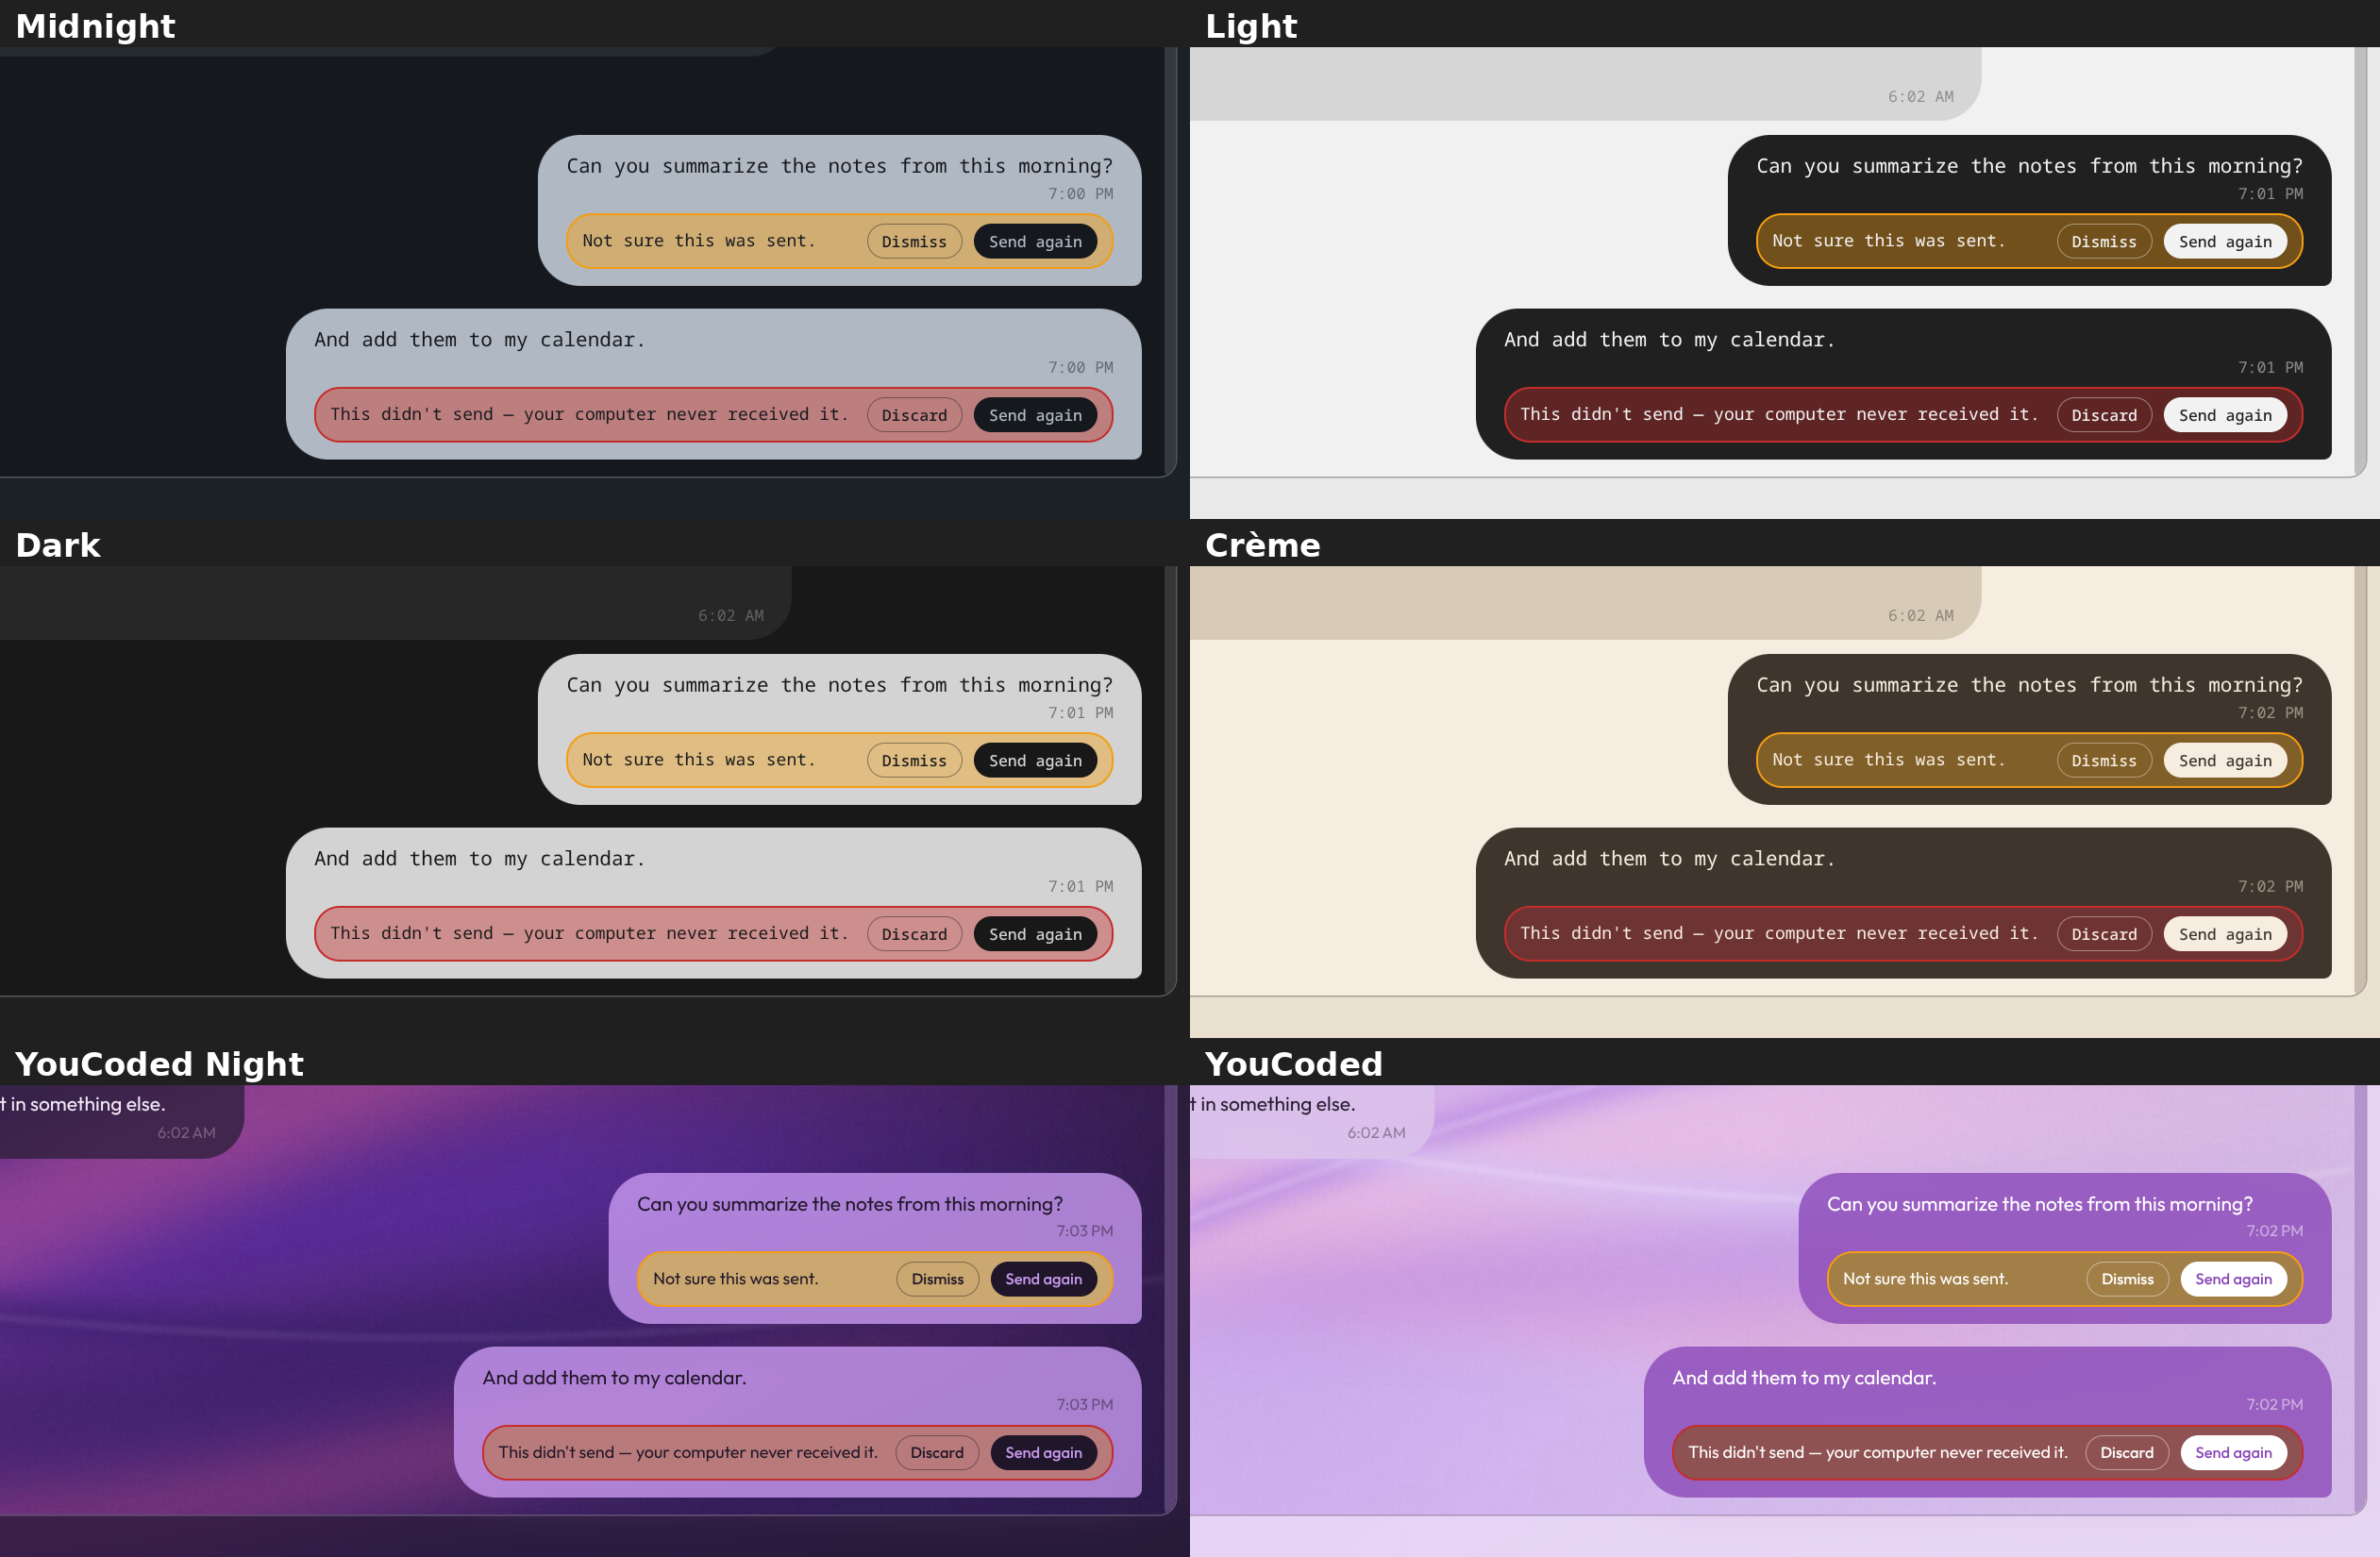 Midnight
Can you summarize the notes from this morning?
7:00 PM
Not sure this was sent. Dismiss Send again
And add them to my calendar.
7:00 PM
This didn't send — your computer never received it. Discard Send again
Light
6:02 AM
Can you summarize the notes from this morning?
7:01 PM
Not sure this was sent. Dismiss Send again
And add them to my calendar.
7:01 PM
This didn't send — your computer never received it. Discard Send again
Dark
6:02 AM
Can you summarize the notes from this morning?
7:01 PM
Not sure this was sent. Dismiss Send again
And add them to my calendar.
7:01 PM
This didn't send — your computer never received it. Discard Send again
Crème
6:02 AM
Can you summarize the notes from this morning?
7:02 PM
Not sure this was sent. Dismiss Send again
And add them to my calendar.
7:02 PM
This didn't send — your computer never received it. Discard Send again
YouCoded Night
t in something else.
6:02 AM
Can you summarize the notes from this morning?
7:03 PM
Not sure this was sent. Dismiss Send again
And add them to my calendar.
7:03 PM
This didn't send — your computer never received it. Discard Send again
YouCoded
t in something else.
6:02 AM
Can you summarize the notes from this morning?
7:02 PM
Not sure this was sent. Dismiss Send again
And add them to my calendar.
7:02 PM
This didn't send — your computer never received it. Discard Send again